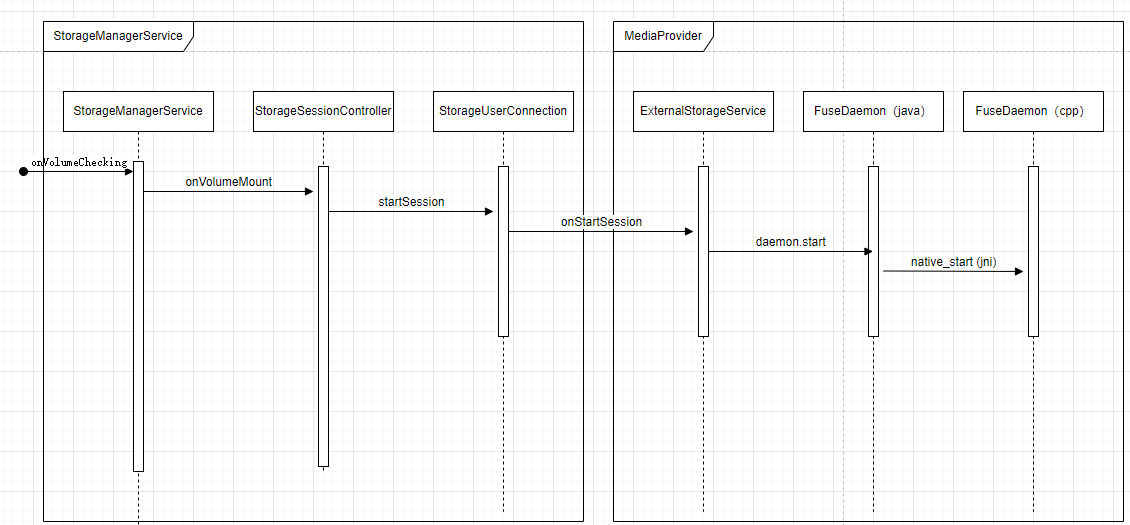 StorageManagerService
MediaProvider
StorageManagerService
StorageSessionController
StorageUserConnection
ExternalStorageService
FuseDaemon（java）
FuseDaemon（cpp）
onVolumeChecking
onVolumeMount
startSession
onStartSession
daemon.start
native_start (jni)